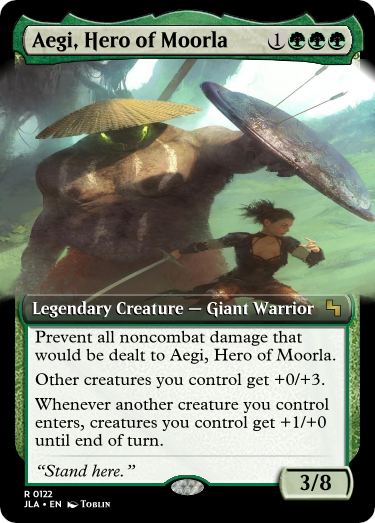 Aegi, Hero of Moorla 1
Legendary Creature — Giant Warrior
Prevent all noncombat damage that
would be dealt to Aegi, Hero of Moorla.
Other creatures you control get +0/+3.
Whenever another creature you control
enters, creatures you control get +1/+0
until end of turn.
“Stand here.”
3/8
R 0122
JLA • EN Toblin